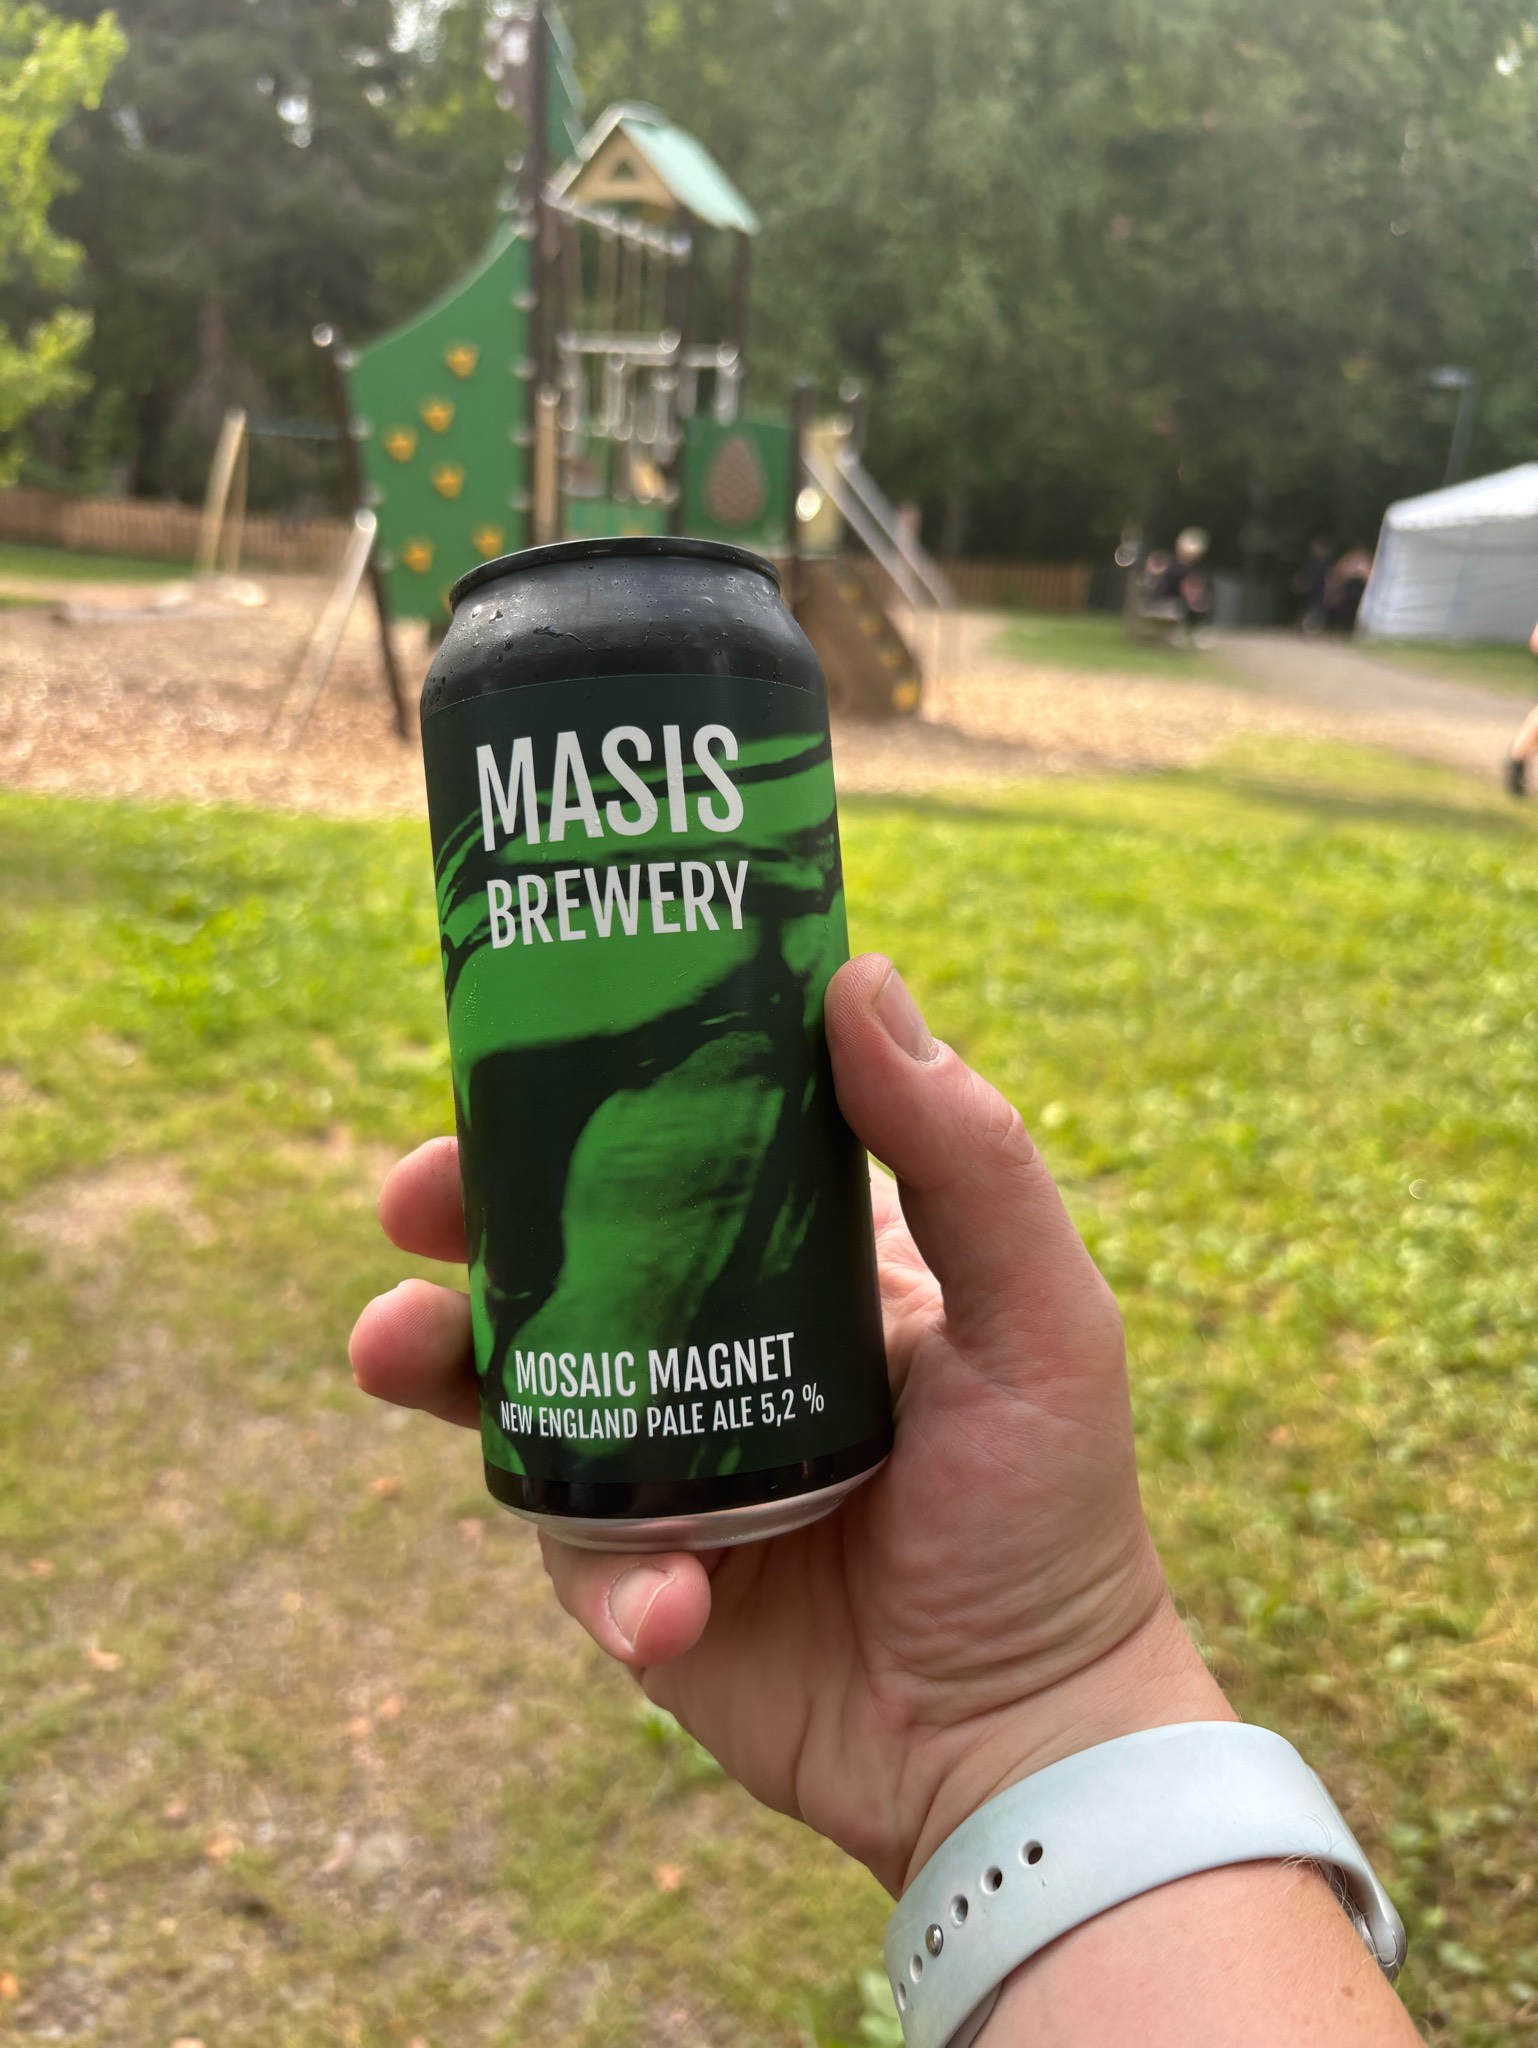 MASIS
BREWERY
MOSAIC MAGNET
NEW ENGLAND PALE ALE 5,2 %